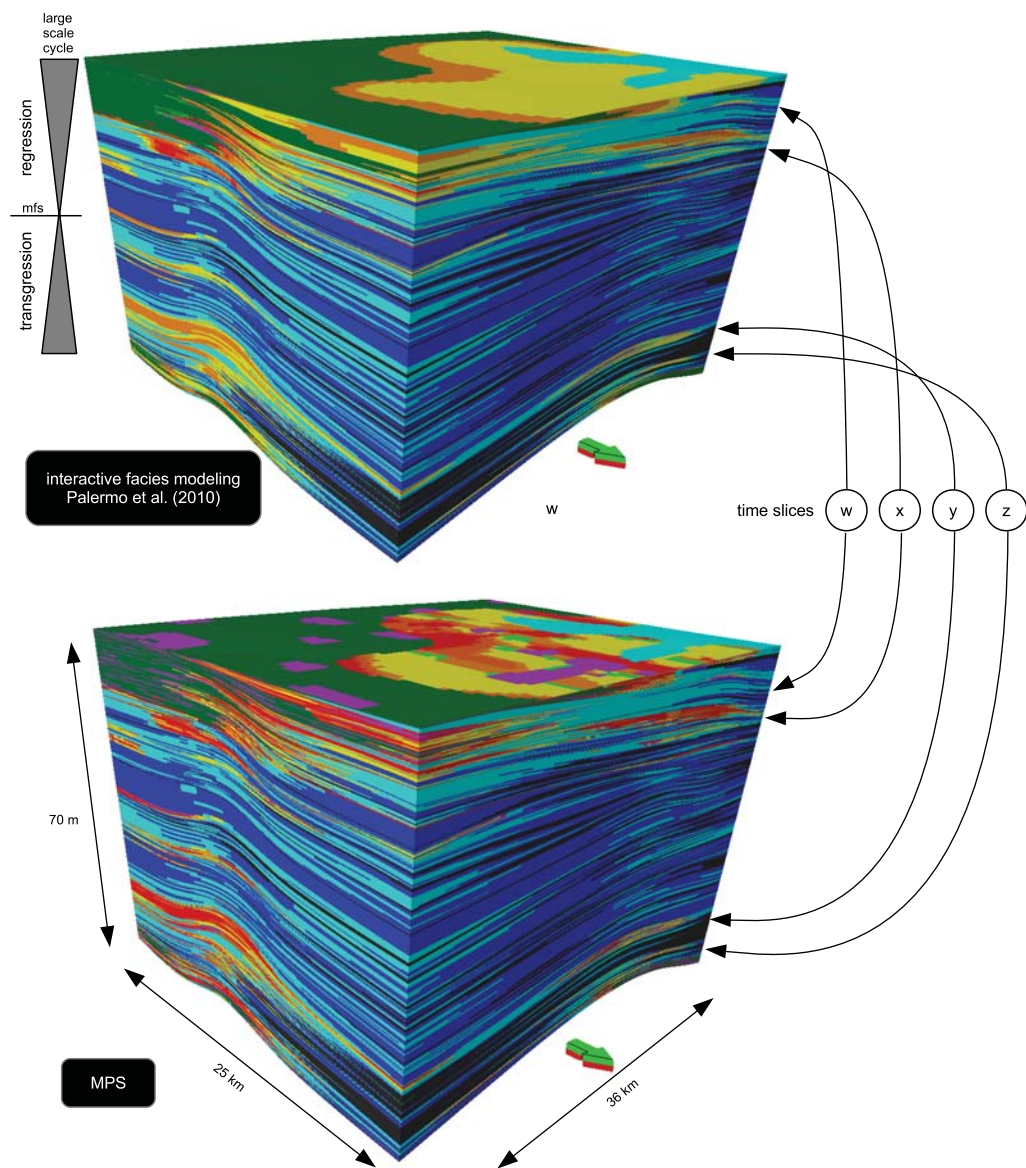 large
scale
cycle
regression
mfs
transgression
interactive facies modeling
Palermo et al. (2010)
w
time slices
w
x
y
z
70 m
MPS
25 km
36 km